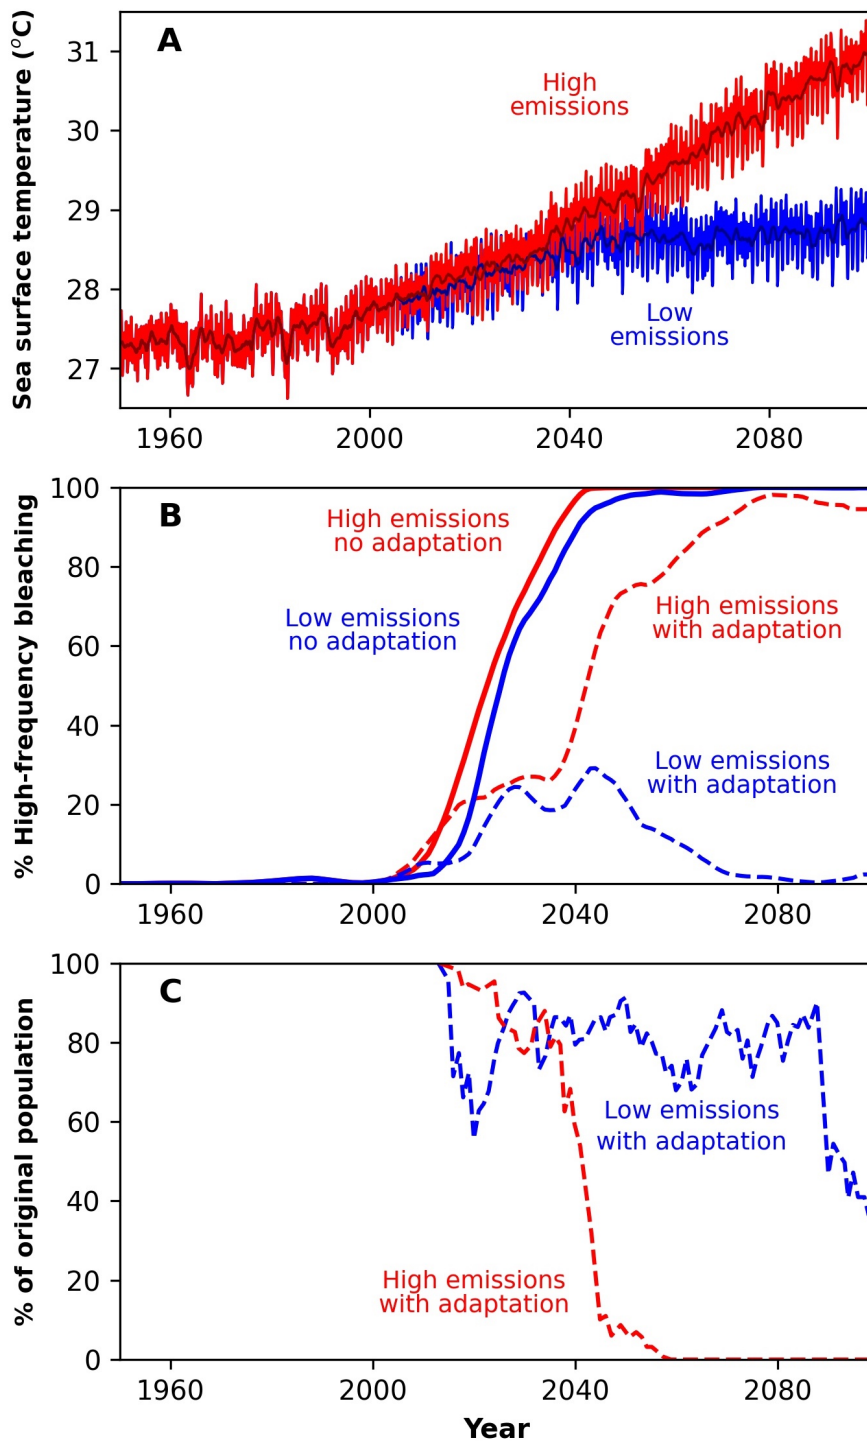 A
Sea surface temperature (°C)
31
30
29
28
27
High
emissions
Low
emissions
1960 2000 2040 2080
B
% High-frequency bleaching
100
80
60
40
20
0
High emissions
no adaptation
Low emissions
no adaptation
High emissions
with adaptation
Low emissions
with adaptation
1960 2000 2040 2080
C
% of original population
100
80
60
40
20
0
Low emissions
with adaptation
High emissions
with adaptation
1960 2000 2040 2080
Year